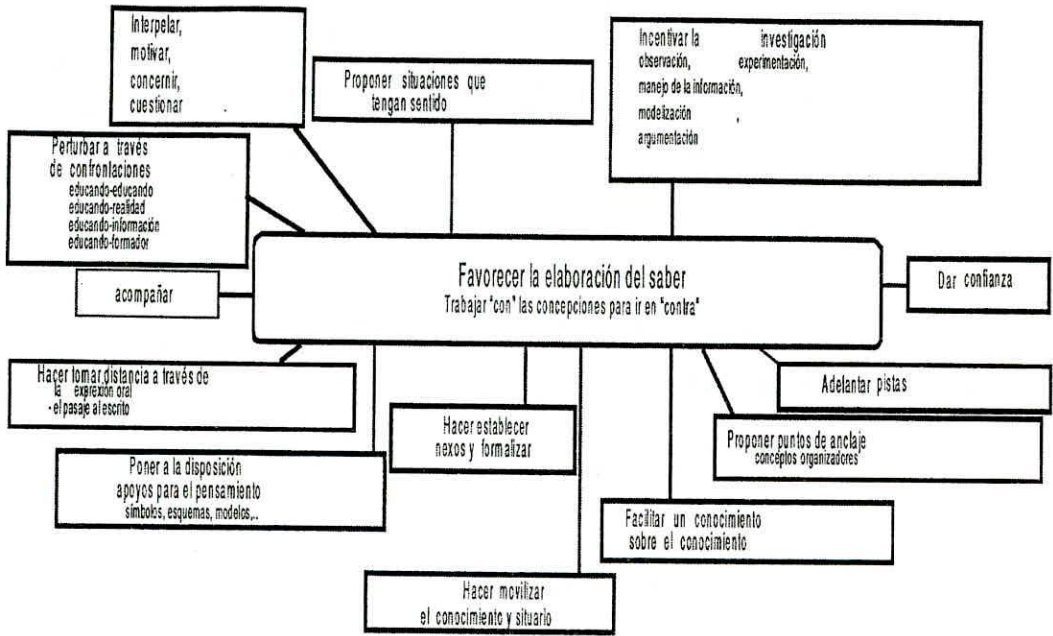 Interpelar,
motivar,
concernir,
cuestionar
Proponer situaciones que
tengan sentido
Incentivar la investigación
observación, experimentación,
manejo de la información,
modelización ,
argumentación
Perturbar a través
de confrontaciones
educando-educando
educando-realidad
educando-información
educando-formador
Favorecer la elaboración del saber
Trabajar "con" las concepciones para ir en "contra"
acompañar
Dar confianza
Hacer tomar distancia a través de
la exprexión oral
- el pasaje al escrito
Adelantar pistas
Hacer establecer
nexos y formalizar
Proponer puntos de anclaje
conceptos organizadores"
Poner a la disposición
apoyos para el pensamiento
símbolos, esquemas, modelos,..
Facilitar un conocimiento
sobre el conocimiento
Hacer movilizar
el conocimiento y situarlo